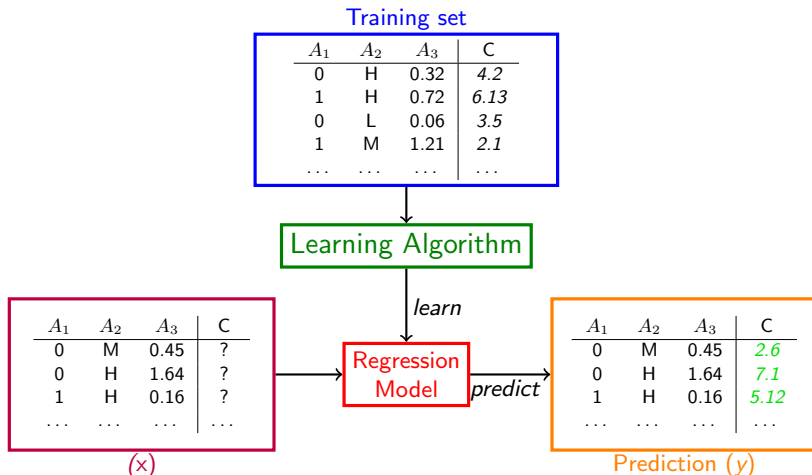 Training set
A₁ A₂ A₃ C
0 H 0.32 4.2
1 H 0.72 6.13
0 L 0.06 3.5
1 M 1.21 2.1
... ... ... ...
Learning Algorithm
learn
A₁ A₂ A₃ C
0 M 0.45 ?
0 H 1.64 ?
1 H 0.16 ?
... ... ... ...
(x)
Regression
Model
predict
A₁ A₂ A₃ C
0 M 0.45 2.6
0 H 1.64 7.1
1 H 0.16 5.12
... ... ... ...
Prediction (y)